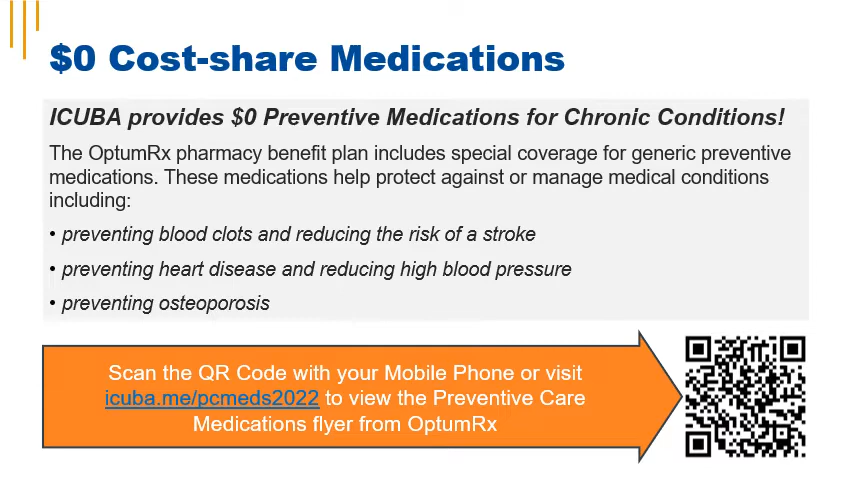 $0 Cost-share Medications
ICUBA provides $0 Preventive Medications for Chronic Conditions!
The OptumRx pharmacy benefit plan includes special coverage for generic preventive
medications. These medications help protect against or manage medical conditions
including:
• preventing blood clots and reducing the risk of a stroke
• preventing heart disease and reducing high blood pressure
• preventing osteoporosis
Scan the QR Code with your Mobile Phone or visit
icuba.me/pcmeds2022 to view the Preventive Care
Medications flyer from OptumRx